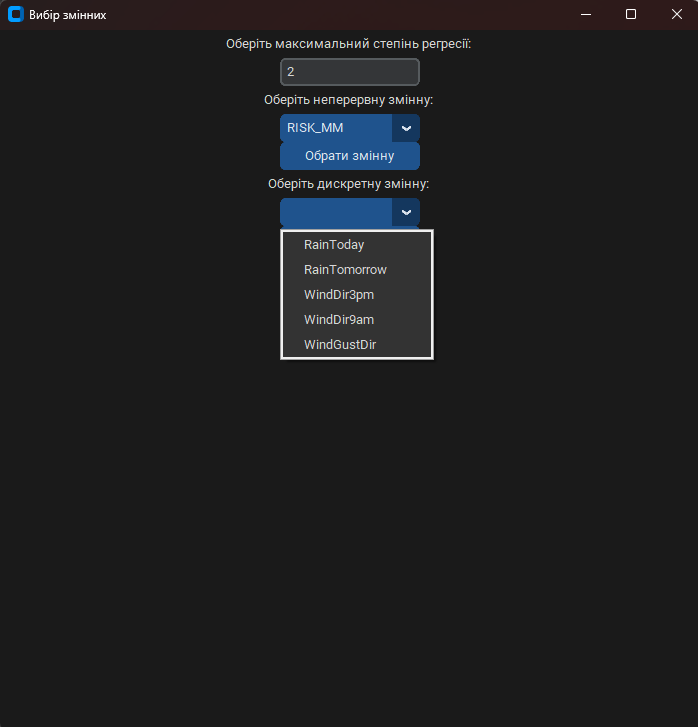 Вибір змінних
Оберіть максимальний степінь регресії:
2
Оберіть неперервну змінну:
RISK_MM
Обрати змінну
Оберіть дискретну змінну:
RainToday
RainTomorrow
WindDir3pm
WindDir9am
WindGustDir